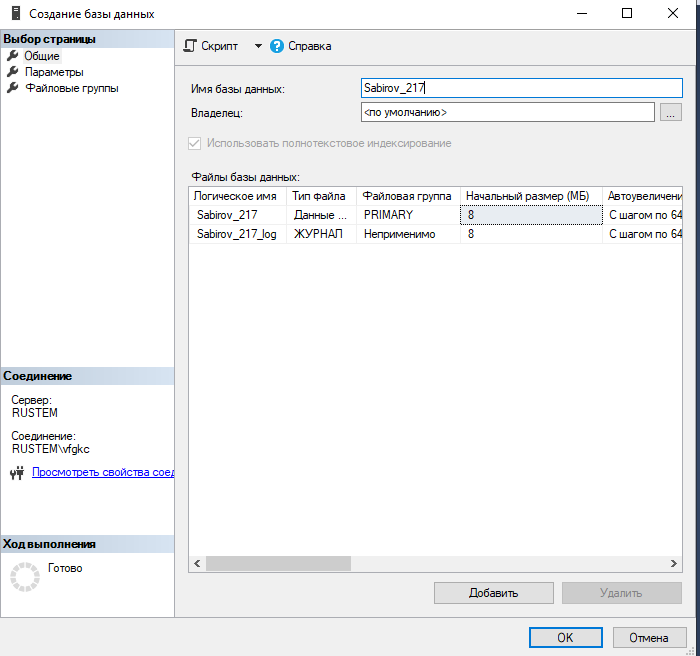 Создание базы данных
Выбор страницы
Общие
Параметры
Файловые группы
Скрипт
Справка
Имя базы данных: Sabirov_217
Владелец: <по умолчанию> ...
Использовать полнотекстовое индексирование
Файлы базы данных:
Логическое имя Тип файла Файловая группа Начальный размер (МБ) Автоувеличени
Sabirov_217 Данные ... PRIMARY 8 С шагом по 64
Sabirov_217_log ЖУРНАЛ Неприменимо 8 С шагом по 64
Соединение
Сервер:
RUSTEM
Соединение:
RUSTEM\vfgkc
Просмотреть свойства соед
Ход выполнения
Готово
Добавить Удалить
OK Отмена